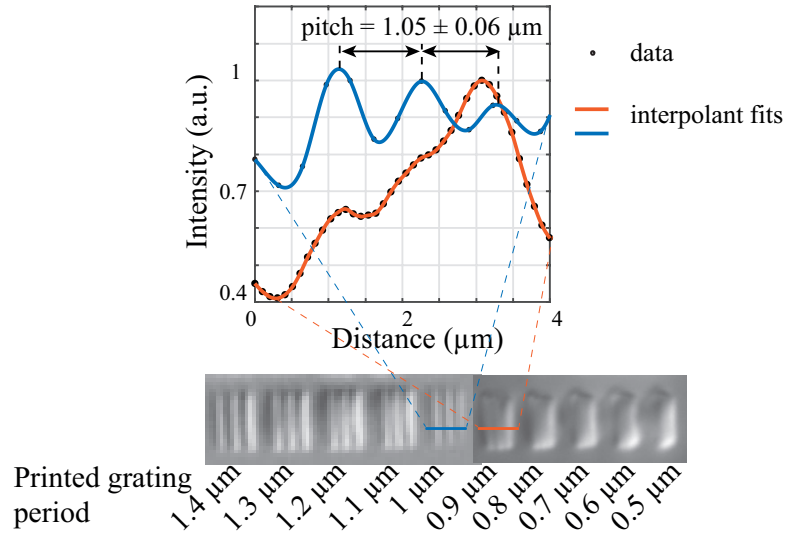 pitch = 1.05 ± 0.06 µm
1
0.7
0.4
Intensity (a.u.)
0 2 4
Distance (µm)
data
interpolant fits
Printed grating
period
1.4 µm
1.3 µm
1.2 µm
1.1 µm
1 µm
0.9 µm
0.8 µm
0.7 µm
0.6 µm
0.5 µm